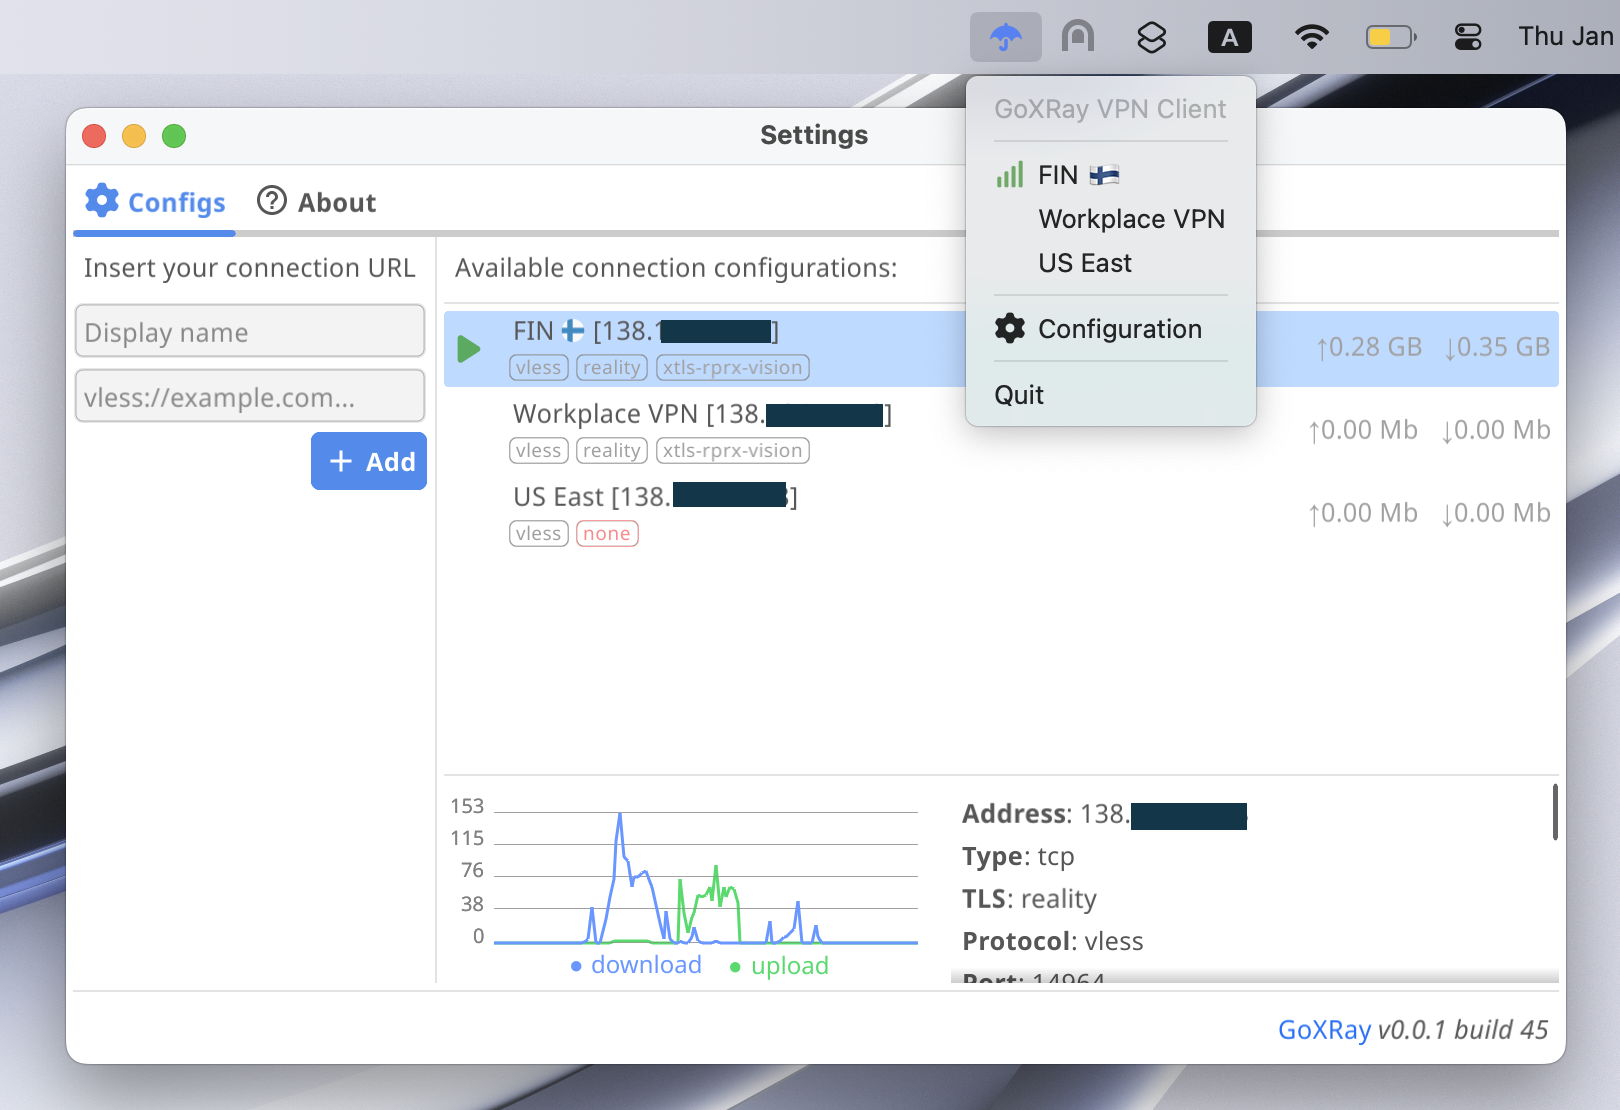 A
Thu Jan
GoXRay VPN Client
FIN 🇫🇮
Workplace VPN
US East
Configuration
Quit
Settings
Configs
About
Insert your connection URL
Display name
vless://example.com...
+ Add
Available connection configurations:
FIN 🇫🇮 [138.1 ]
↑0.28 GB ↓0.35 GB
vless reality xtls-rprx-vision
Workplace VPN [138. ]
↑0.00 Mb ↓0.00 Mb
vless reality xtls-rprx-vision
US East [138. ]
↑0.00 Mb ↓0.00 Mb
vless none
153
115
76
38
0
• download • upload
Address: 138.
Type: tcp
TLS: reality
Protocol: vless
Port: 14964
GoXRay v0.0.1 build 45